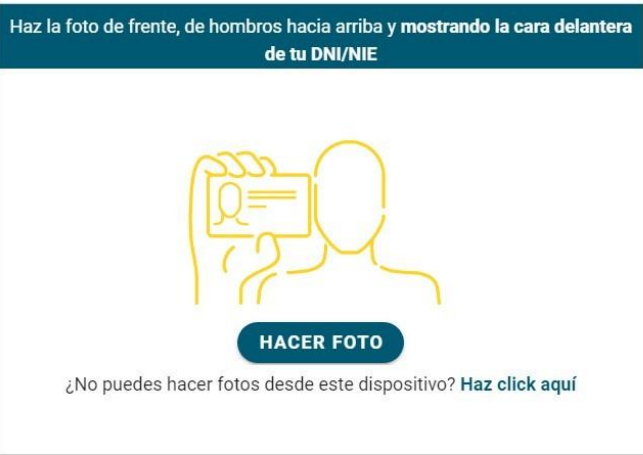 Haz la foto de frente, de hombros hacia arriba y mostrando la cara delantera
de tu DNI/NIE
HACER FOTO
¿No puedes hacer fotos desde este dispositivo? Haz click aquí